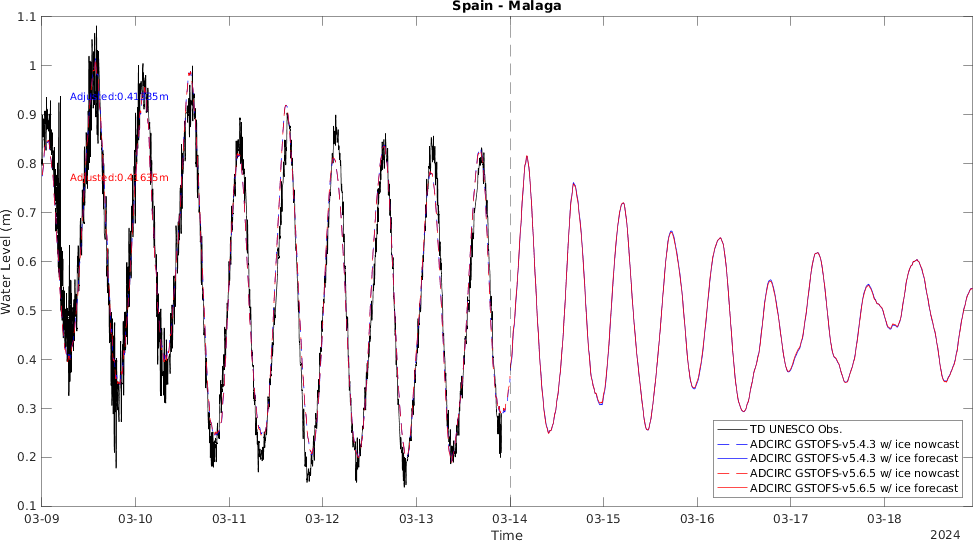 Spain - Malaga
1.1
1
0.9
0.8
0.7
0.6
0.5
0.4
0.3
0.2
0.1
Water Level (m)
Adjusted:0.41635m
TD UNESCO Obs.
ADCIRC GSTOFS-v5.4.3 w/ ice nowcast
ADCIRC GSTOFS-v5.4.3 w/ ice forecast
ADCIRC GSTOFS-v5.6.5 w/ ice nowcast
ADCIRC GSTOFS-v5.6.5 w/ ice forecast
03-09 03-10 03-11 03-12 03-13 03-14 03-15 03-16 03-17 03-18
Time
2024